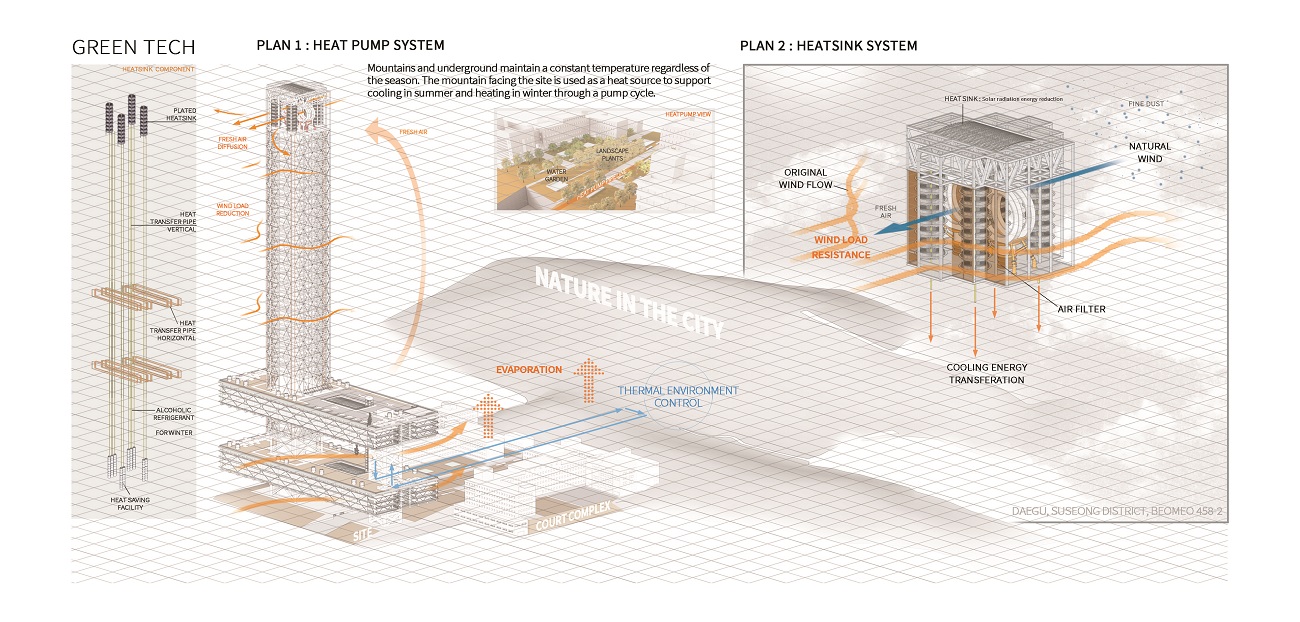 GREEN TECH
PLAN 1 : HEAT PUMP SYSTEM
Mountains and underground maintain a constant temperature regardless of
the season. The mountain facing the site is used as a heat source to support
cooling in summer and heating in winter through a pump cycle.
HEATSINK COMPONENT
PLATED
HEATSINK
HEAT
TRANSFER PIPE
VERTICAL
HEAT
TRANSFER PIPE
HORIZONTAL
ALCOHOLIC
REFRIGERANT
FOR WINTER
HEAT SAVING
FACILITY
FRESH AIR
DIFFUSION
WIND LOAD
REDUCTION
FRESH AIR
HEAT PUMP VIEW
LANDSCAPE
PLANTS
WATER
GARDEN
NATURE IN THE CITY
EVAPORATION
THERMAL ENVIRONMENT
CONTROL
SITE
COURT COMPLEX
PLAN 2 : HEATSINK SYSTEM
HEAT SINK : Solar radiation energy reduction
FINE DUST
NATURAL
WIND
ORIGINAL
WIND FLOW
FRESH
AIR
WIND LOAD
RESISTANCE
AIR FILTER
COOLING ENERGY
TRANSFERATION
DAEGU, SUSEONG DISTRICT, BEOMEO 458-2